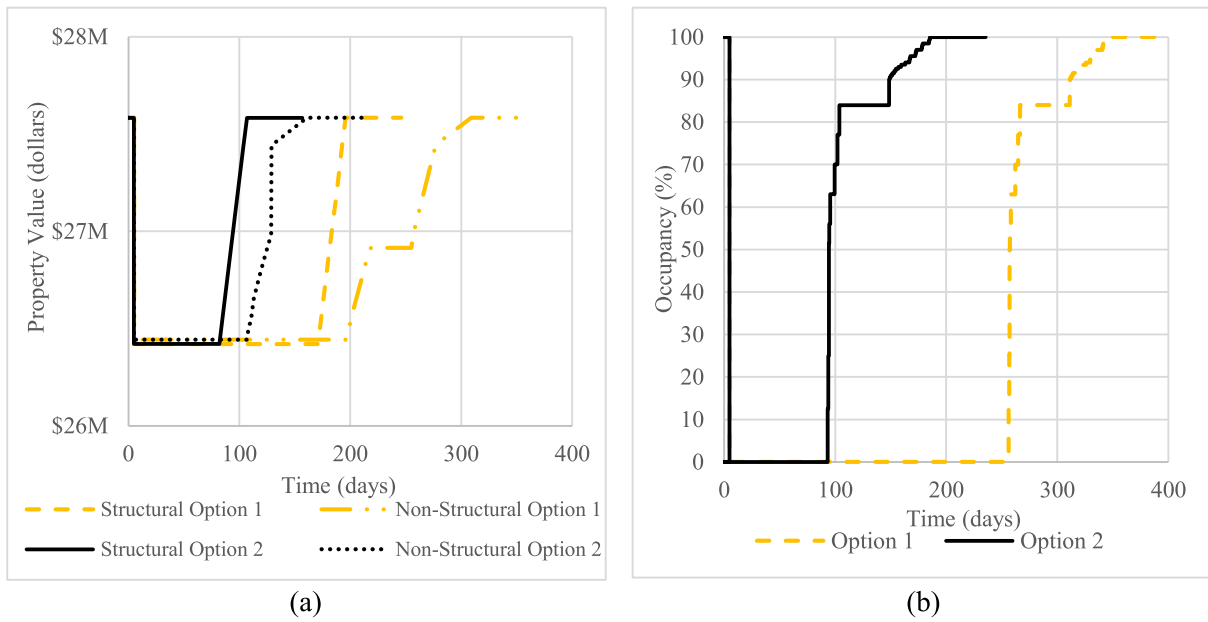 $28M
$27M
$26M
Property Value (dollars)
0 100 200 300 400
Time (days)
Structural Option 1 Non-Structural Option 1
Structural Option 2 Non-Structural Option 2
(a)
100
90
80
70
60
50
40
30
20
10
0
Occupancy (%)
0 100 200 300 400
Time (days)
Option 1 Option 2
(b)